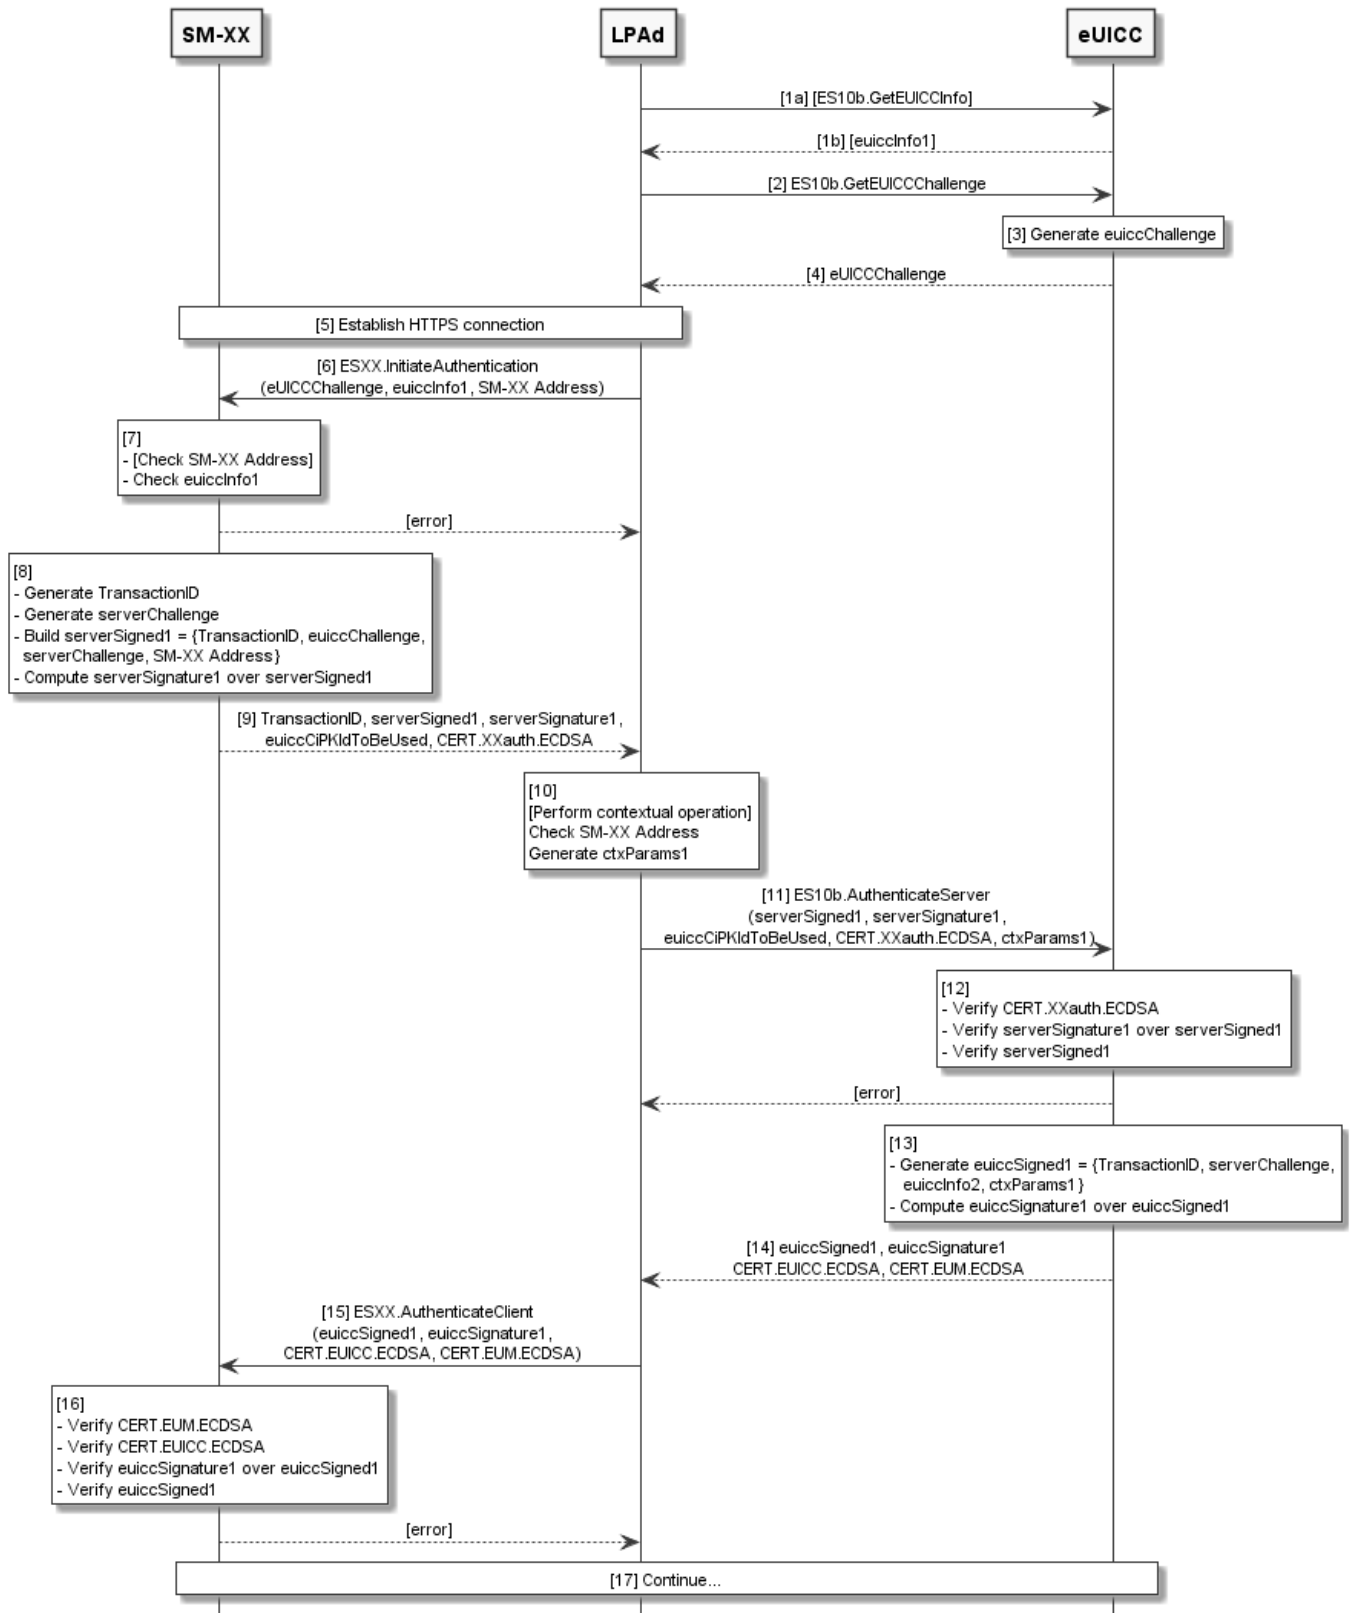 SM-XX
LPAd
eUICC
[1a] [ES10b.GetEUICCInfo]
[1b] [euiccInfo1]
[2] ES10b.GetEUICCChallenge
[3] Generate euiccChallenge
[4] eUICCChallenge
[5] Establish HTTPS connection
[6] ESXX.InitiateAuthentication
(eUICCChallenge, euiccInfo1, SM-XX Address)
[7]
- [Check SM-XX Address]
- Check euiccInfo1
[error]
[8]
- Generate TransactionID
- Generate serverChallenge
- Build serverSigned1 = {TransactionID, euiccChallenge,
serverChallenge, SM-XX Address}
- Compute serverSignature1 over serverSigned1
[9] TransactionID, serverSigned1, serverSignature1,
euiccCiPKIdToBeUsed, CERT.XXauth.ECDSA
[10]
[Perform contextual operation]
Check SM-XX Address
Generate ctxParams1
[11] ES10b.AuthenticateServer
(serverSigned1, serverSignature1,
euiccCiPKIdToBeUsed, CERT.XXauth.ECDSA, ctxParams1)
[12]
- Verify CERT.XXauth.ECDSA
- Verify serverSignature1 over serverSigned1
- Verify serverSigned1
[error]
[13]
- Generate euiccSigned1 = {TransactionID, serverChallenge,
euiccInfo2, ctxParams1}
- Compute euiccSignature1 over euiccSigned1
[14] euiccSigned1, euiccSignature1
CERT.EUICC.ECDSA, CERT.EUM.ECDSA
[15] ESXX.AuthenticateClient
(euiccSigned1, euiccSignature1,
CERT.EUICC.ECDSA, CERT.EUM.ECDSA)
[16]
- Verify CERT.EUM.ECDSA
- Verify CERT.EUICC.ECDSA
- Verify euiccSignature1 over euiccSigned1
- Verify euiccSigned1
[error]
[17] Continue...